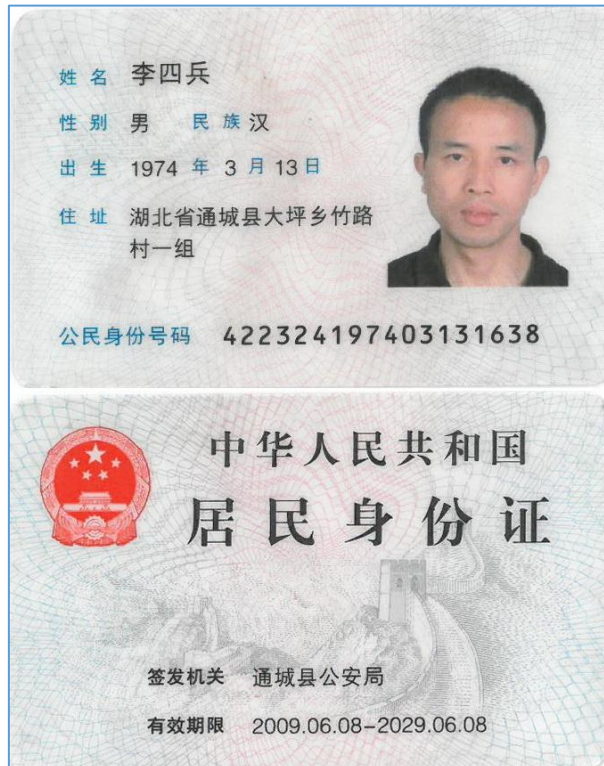 姓名 李四兵
性别 男 民族 汉
出生 1974 年 3 月 13 日
住址 湖北省通城县大坪乡竹路
村一组
公民身份号码 422324197403131638
中华人民共和国
居民身份证
签发机关 通城县公安局
有效期限 2009.06.08-2029.06.08